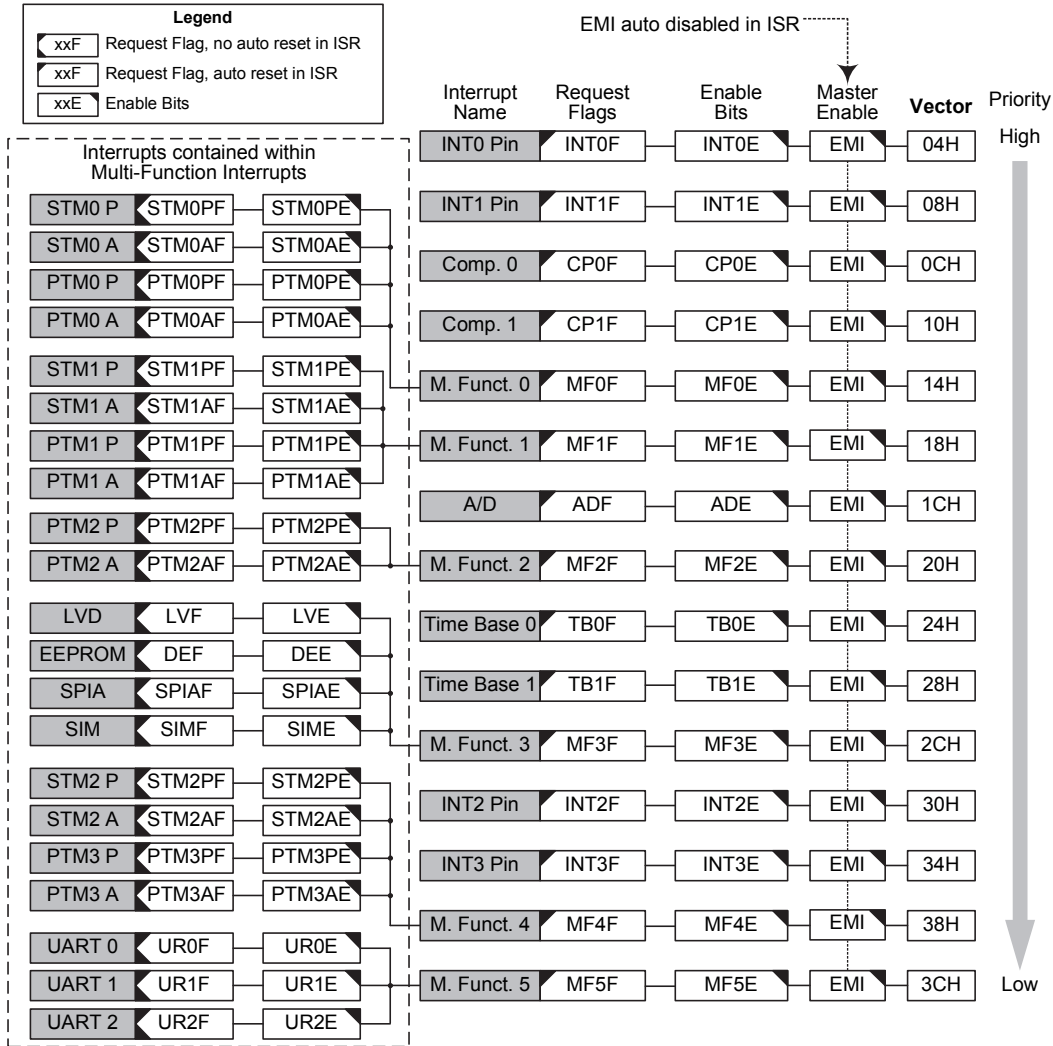 Legend
xxF Request Flag, no auto reset in ISR
xxF Request Flag, auto reset in ISR
xxE Enable Bits
EMI auto disabled in ISR
Interrupt Name Request Flags Enable Bits Master Enable Vector Priority
High
INT0 Pin INT0F INT0E EMI 04H
INT1 Pin INT1F INT1E EMI 08H
Comp. 0 CP0F CP0E EMI 0CH
Comp. 1 CP1F CP1E EMI 10H
M. Funct. 0 MF0F MF0E EMI 14H
M. Funct. 1 MF1F MF1E EMI 18H
A/D ADF ADE EMI 1CH
M. Funct. 2 MF2F MF2E EMI 20H
Time Base 0 TB0F TB0E EMI 24H
Time Base 1 TB1F TB1E EMI 28H
M. Funct. 3 MF3F MF3E EMI 2CH
INT2 Pin INT2F INT2E EMI 30H
INT3 Pin INT3F INT3E EMI 34H
M. Funct. 4 MF4F MF4E EMI 38H
M. Funct. 5 MF5F MF5E EMI 3CH
Low
Interrupts contained within
Multi-Function Interrupts
STM0 P STM0PF STM0PE
STM0 A STM0AF STM0AE
PTM0 P PTM0PF PTM0PE
PTM0 A PTM0AF PTM0AE
STM1 P STM1PF STM1PE
STM1 A STM1AF STM1AE
PTM1 P PTM1PF PTM1PE
PTM1 A PTM1AF PTM1AE
PTM2 P PTM2PF PTM2PE
PTM2 A PTM2AF PTM2AE
LVD LVF LVE
EEPROM DEF DEE
SPIA SPIAF SPIAE
SIM SIMF SIME
STM2 P STM2PF STM2PE
STM2 A STM2AF STM2AE
PTM3 P PTM3PF PTM3PE
PTM3 A PTM3AF PTM3AE
UART 0 UR0F UR0E
UART 1 UR1F UR1E
UART 2 UR2F UR2E